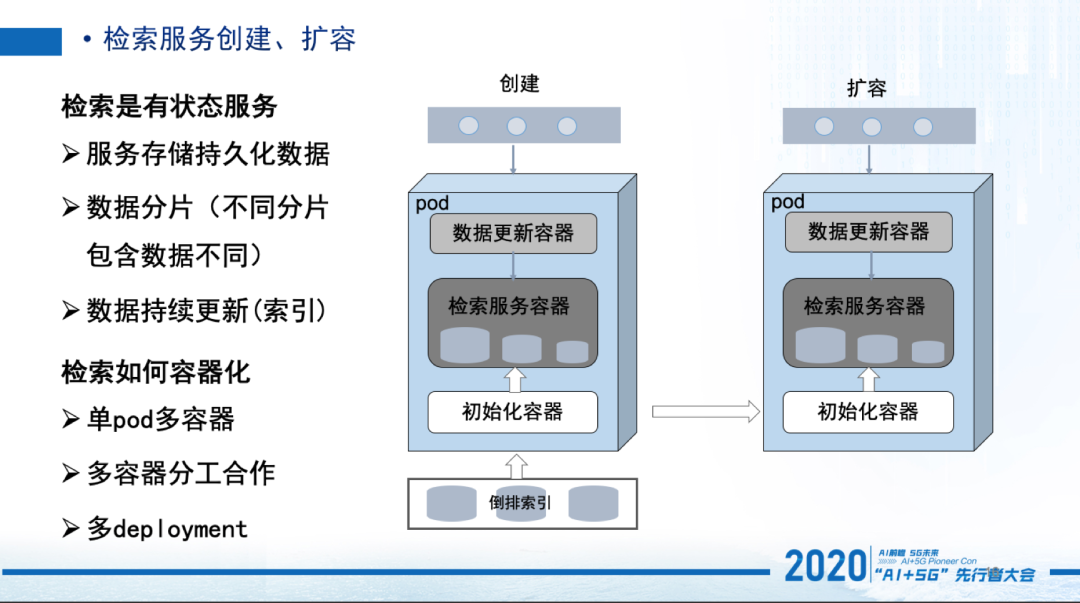 • 检索服务创建、扩容
检索是有状态服务
➢ 服务存储持久化数据
➢ 数据分片（不同分片
包含数据不同）
➢ 数据持续更新(索引)
检索如何容器化
➢ 单pod多容器
➢ 多容器分工合作
➢ 多deployment
创建
pod
数据更新容器
检索服务容器
初始化容器
倒排索引
扩容
pod
数据更新容器
检索服务容器
初始化容器
2020
AI前瞻 5G未来
AI+5G Pioneer Con
“AI+5G”先行者大会